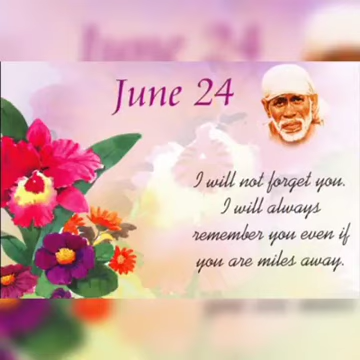 June 24
I will not forget you.
I will always
remember you even if
you are miles away.